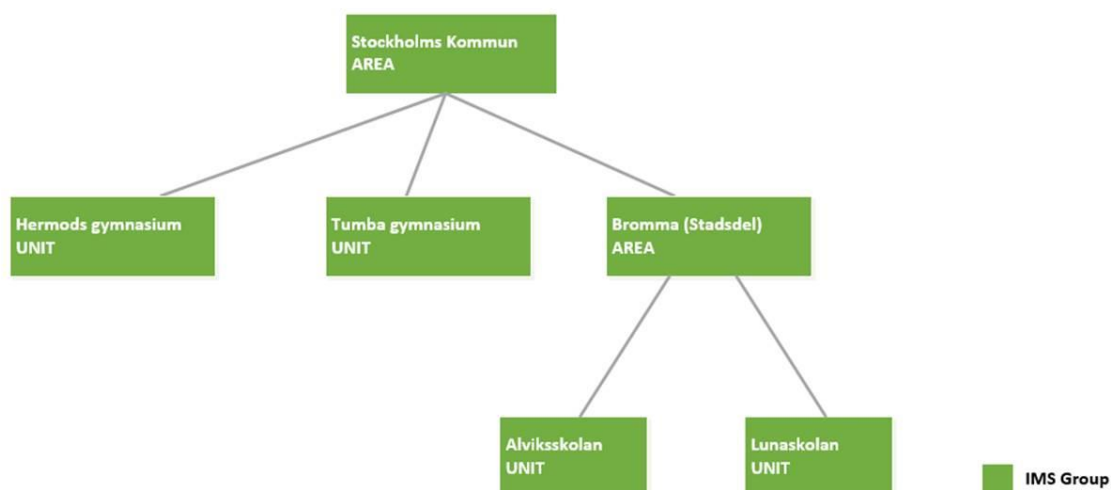 Stockholms Kommun
AREA
Hermods gymnasium
UNIT
Tumba gymnasium
UNIT
Bromma (Stadsdel)
AREA
Alviksskolan
UNIT
Lunaskolan
UNIT
IMS Group